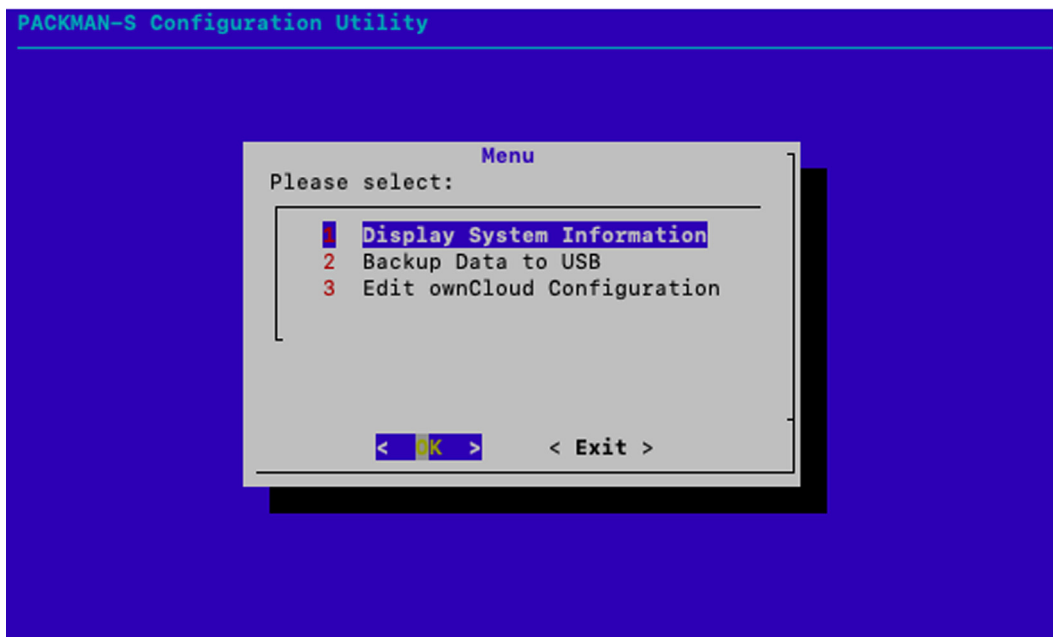 PACKMAN-S Configuration Utility
Menu
Please select:
1 Display System Information
2 Backup Data to USB
3 Edit ownCloud Configuration
< OK > < Exit >